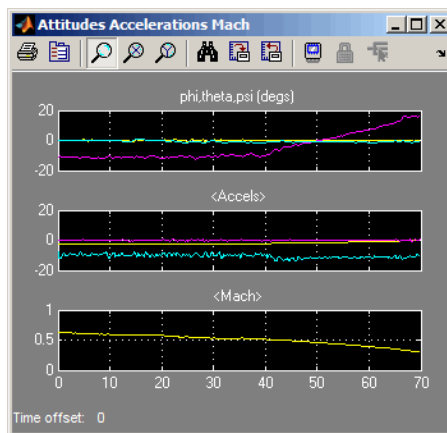 Attitudes Accelerations Mach
phi,theta,psi (degs)
20
0
-20
<Accels>
20
0
-20
<Mach>
1
0.5
0
0 10 20 30 40 50 60 70
Time offset: 0